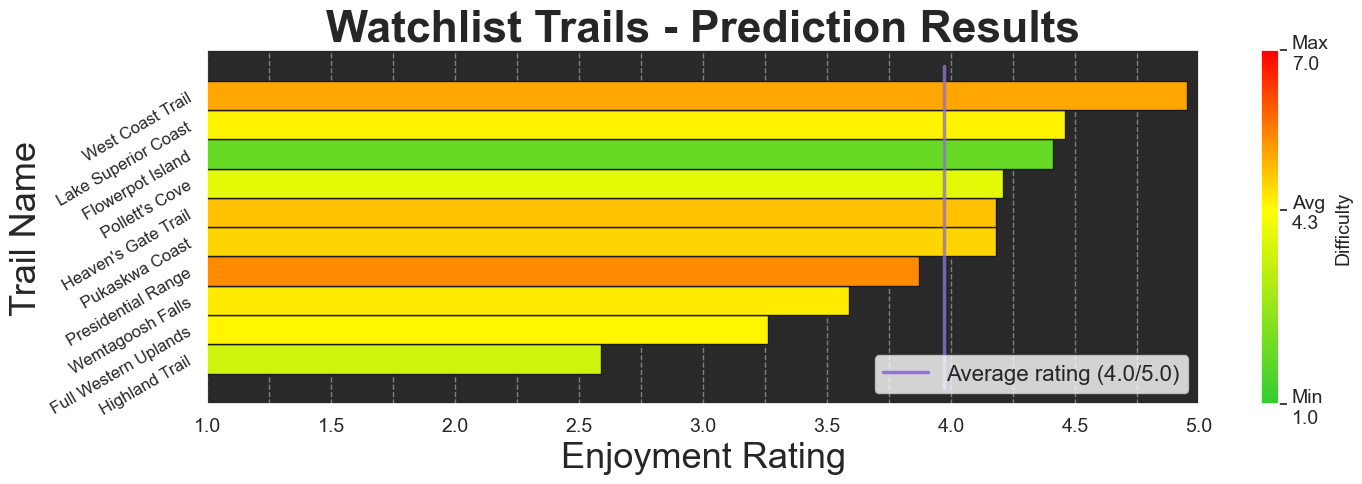 Watchlist Trails - Prediction Results
Trail Name
West Coast Trail
Lake Superior Coast
Flowerpot Island
Pollett's Cove
Heaven's Gate Trail
Pukaskwa Coast
Presidential Range
Wemtagoosh Falls
Full Western Uplands
Highland Trail
Average rating (4.0/5.0)
1.0 1.5 2.0 2.5 3.0 3.5 4.0 4.5 5.0
Enjoyment Rating
Max
7.0
Avg
4.3
Min
1.0
Difficulty